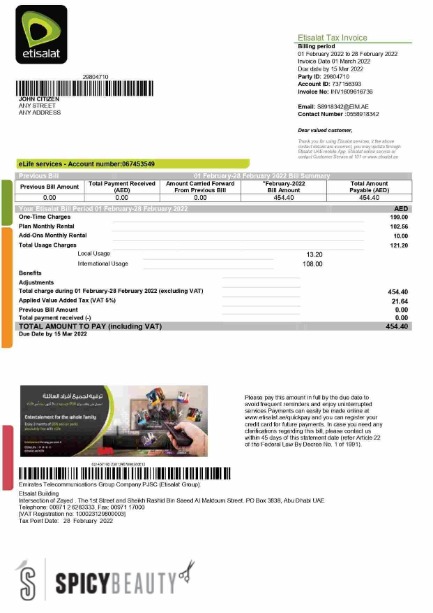 etisalat
Etisalat Tax Invoice
Billing period
01 February 2022 to 28 February 2022
Invoice Date 01 March 2022
Due date by 15 Mar 2022
Party ID: 29804710
Account ID: 737158393
Invoice No: INV1609616736
Email: S8918342@EIM.AE
Contact Number :0558918342
29804710
JOHN CITIZEN
ANY STREET
ANY ADDRESS
Dear valued customer,
eLife services - Account number:067453549
Previous Bill 01 February-28 February 2022 Bill Summary
Previous Bill Amount Total Payment Received (AED) Amount Carried Forward From Previous Bill *February-2022 Bill Amount Total Amount Payable (AED)
0.00 0.00 0.00 454.40 454.40
Your Etisalat Bill Period 01 February-28 February 2022 AED
One-Time Charges 199.00
Plan Monthly Rental 102.56
Add-Ons Monthly Rental 10.00
Total Usage Charges 121.20
Local Usage 13.20
International Usage 108.00
Benefits
Adjustments
Total charge during 01 February-28 February 2022 (excluding VAT) 454.40
Applied Value Added Tax (VAT 5%) 21.64
Previous Bill Amount 0.00
Total payment received (-) 0.00
TOTAL AMOUNT TO PAY (including VAT) 454.40
Due Date by 15 Mar 2022
ترفيه لجميع أفراد العائلة
Entertainment for the whole family
Please pay this amount in full by the due date to
avoid frequent reminders and enjoy uninterrupted
services.Payments can easily be made online at
www.etisalat.ae/quickpay and you can register your
credit card for future payments. In case you need any
clarifications regarding this bill, please contact us
within 45 days of this statement date (refer Article 22
of the Federal Law By Decree No. 1 of 1991).
Emirates Telecommunications Group Company PJSC (Etisalat Group).
Etisalat Building
Intersection of Zayed , The 1st Street and Sheikh Rashid Bin Saeed Al Maktoum Street, PO Box 3838, Abu Dhabi UAE
Telephone: 00971 2 6283333, Fax: 00971 17000
[VAT Registration no: 100023129800003]
Tax Point Date: 28 February 2022
SPICYBEAUTY